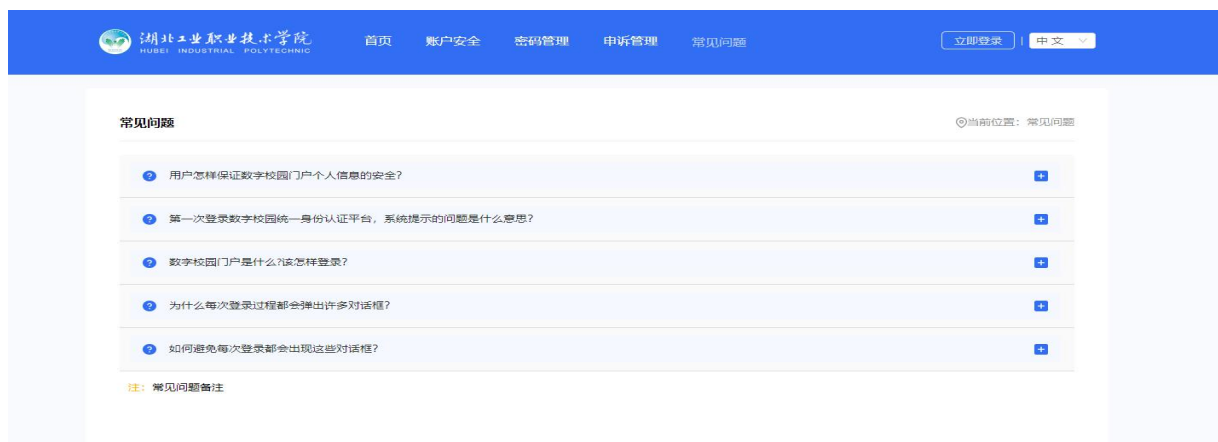 湖北工业职业技术学院
HUBEI INDUSTRIAL POLYTECHNIC
首页 账户安全 密码管理 申诉管理 常见问题
立即登录 | 中文
常见问题
当前位置：常见问题
用户怎样保证数字校园门户个人信息的安全?
第一次登录数字校园统一身份认证平台，系统提示的问题是什么意思?
数字校园门户是什么?该怎样登录?
为什么每次登录过程都会弹出许多对话框?
如何避免每次登录都会出现这些对话框?
注：常见问题备注